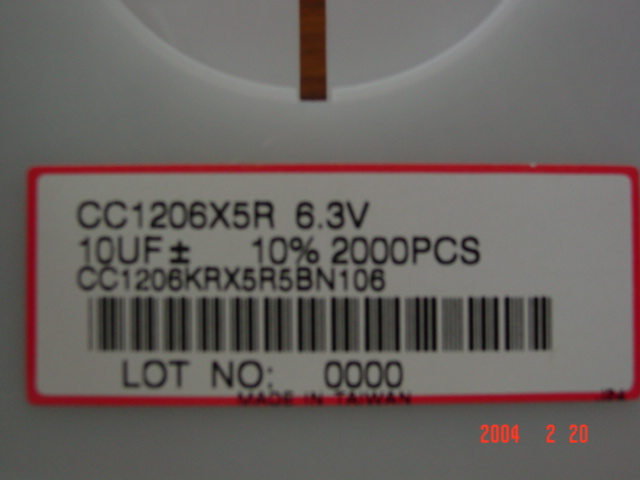 CC1206X5R 6.3V
10UF± 10% 2000PCS
CC1206KRX5R5BN106
LOT NO: 0000
MADE IN TAIWAN
2004 2 20